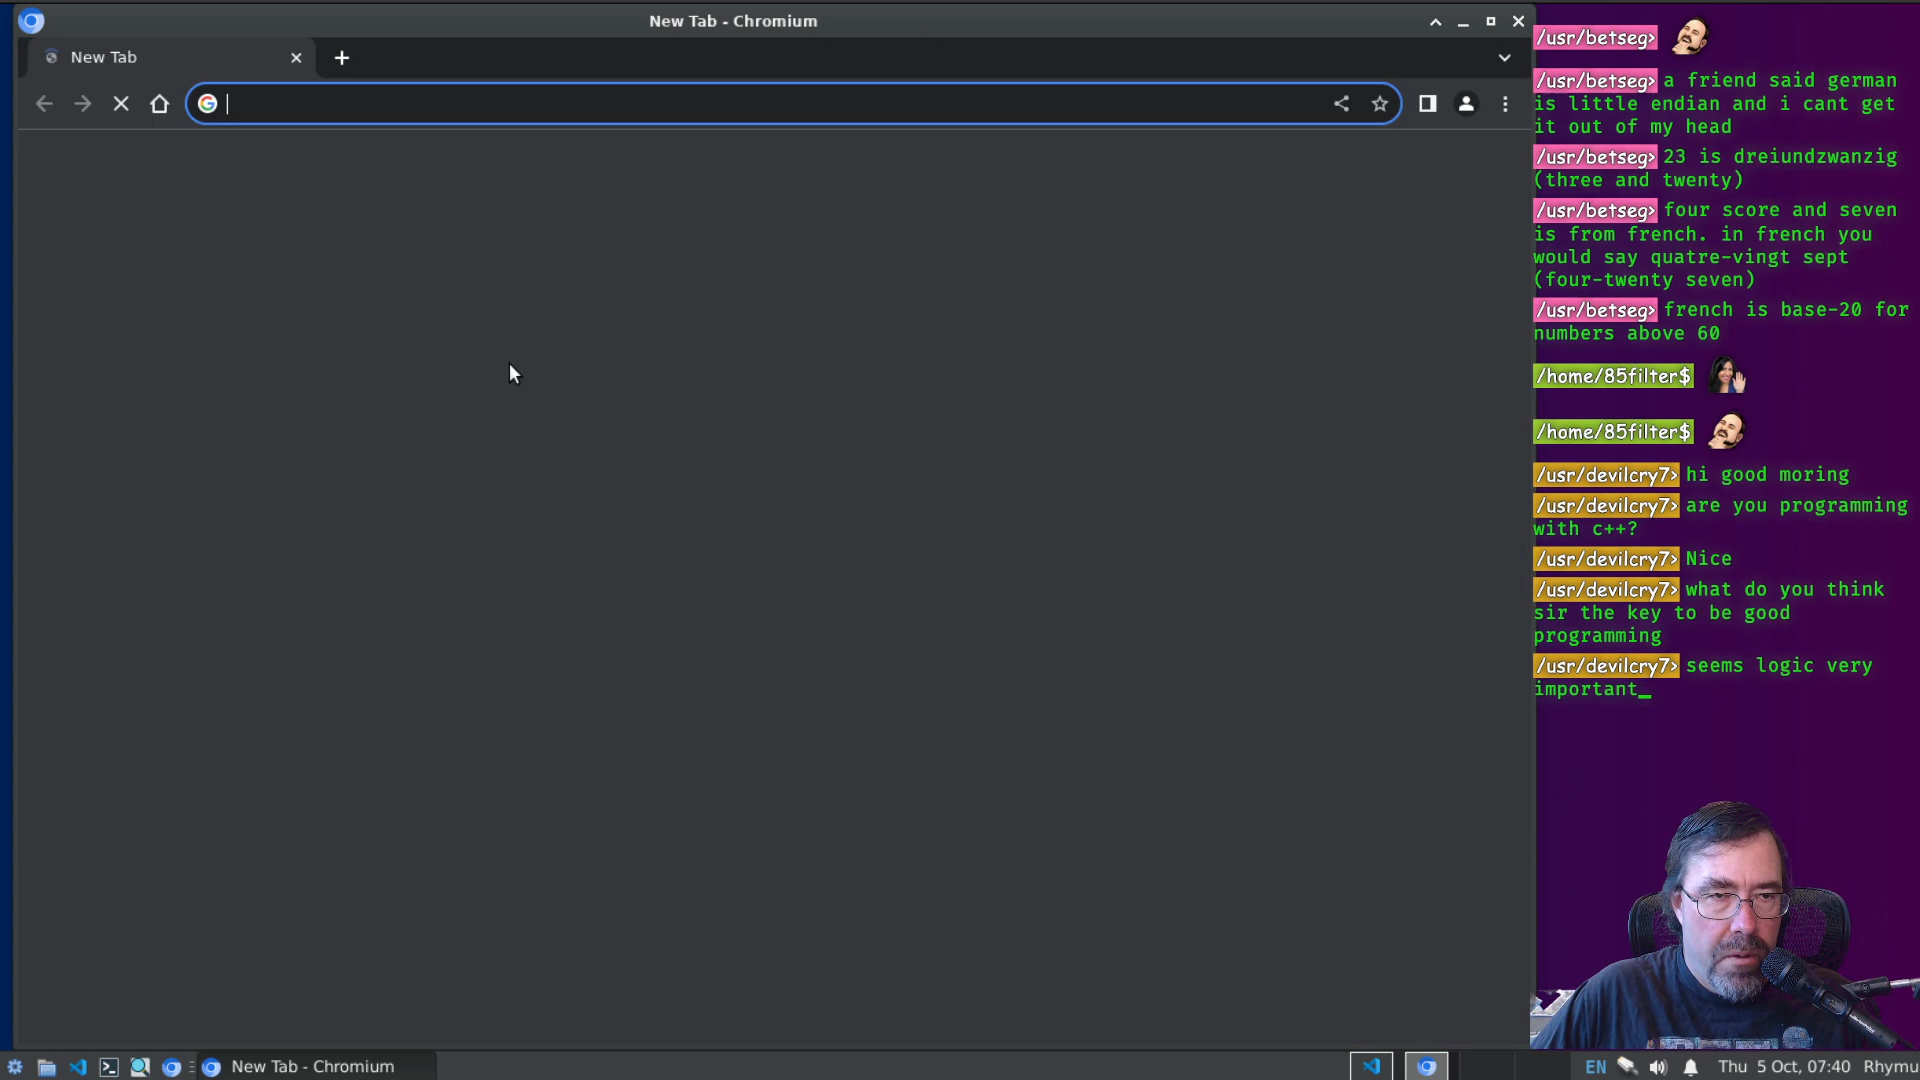 New Tab - Chromium
New Tab
/usr/betseg>
/usr/betseg> a friend said german
is little endian and i cant get
it out of my head
/usr/betseg> 23 is dreiundzwanzig
(three and twenty)
/usr/betseg> four score and seven
is from french. in french you
would say quatre-vingt sept
(four-twenty seven)
/usr/betseg> french is base-20 for
numbers above 60
/home/85filter$
/home/85filter$
/usr/devilcry7> hi good moring
/usr/devilcry7> are you programming
with c++?
/usr/devilcry7> Nice
/usr/devilcry7> what do you think
sir the key to be good
programming
/usr/devilcry7> seems logic very
important_
New Tab - Chromium
EN
Thu 5 Oct, 07:40 Rhymu